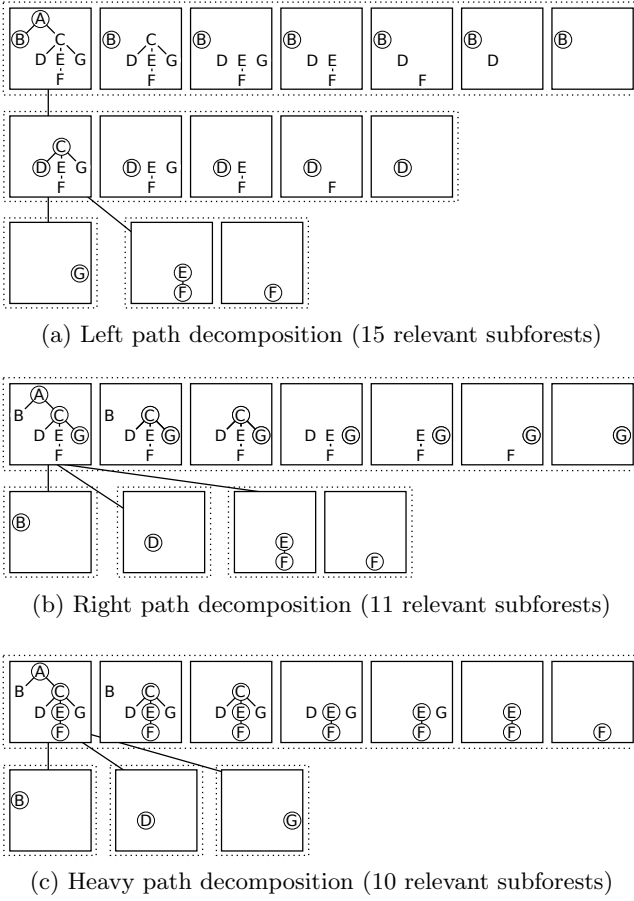 A
B C B C B B B B B
D E G D E G D E G D E D D
F F F F F
C
D E G D E G D E D D
F F F F
G E
F F
(a) Left path decomposition (15 relevant subforests)
A
B C B C C
D E G D E G D E G D E G E G G G
F F F F F F
B
D E
F F
(b) Right path decomposition (11 relevant subforests)
A
B C B C C
D E G D E G D E G D E G E G E
F F F F F F F
B
D G
(c) Heavy path decomposition (10 relevant subforests)